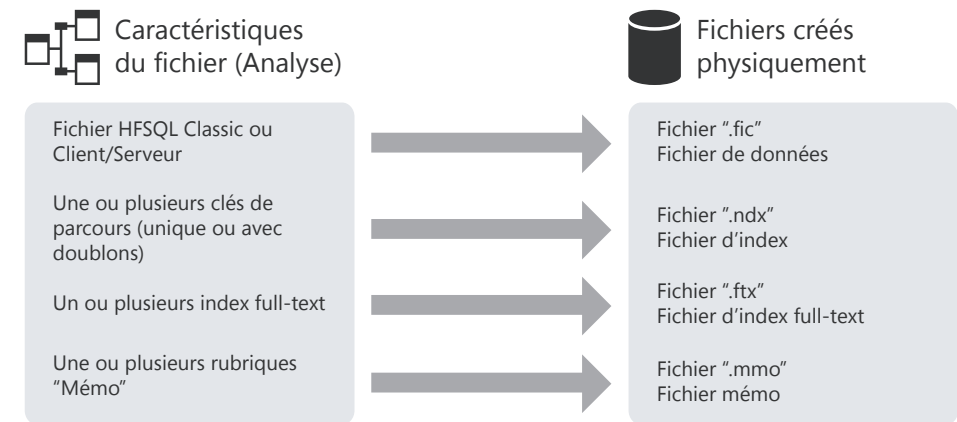 Caractéristiques
du fichier (Analyse)
Fichiers créés
physiquement
Fichier HFSQL Classic ou
Client/Serveur
Fichier ".fic"
Fichier de données
Une ou plusieurs clés de
parcours (unique ou avec
doublons)
Fichier ".ndx"
Fichier d'index
Un ou plusieurs index full-text
Fichier ".ftx"
Fichier d'index full-text
Une ou plusieurs rubriques
"Mémo"
Fichier ".mmo"
Fichier mémo